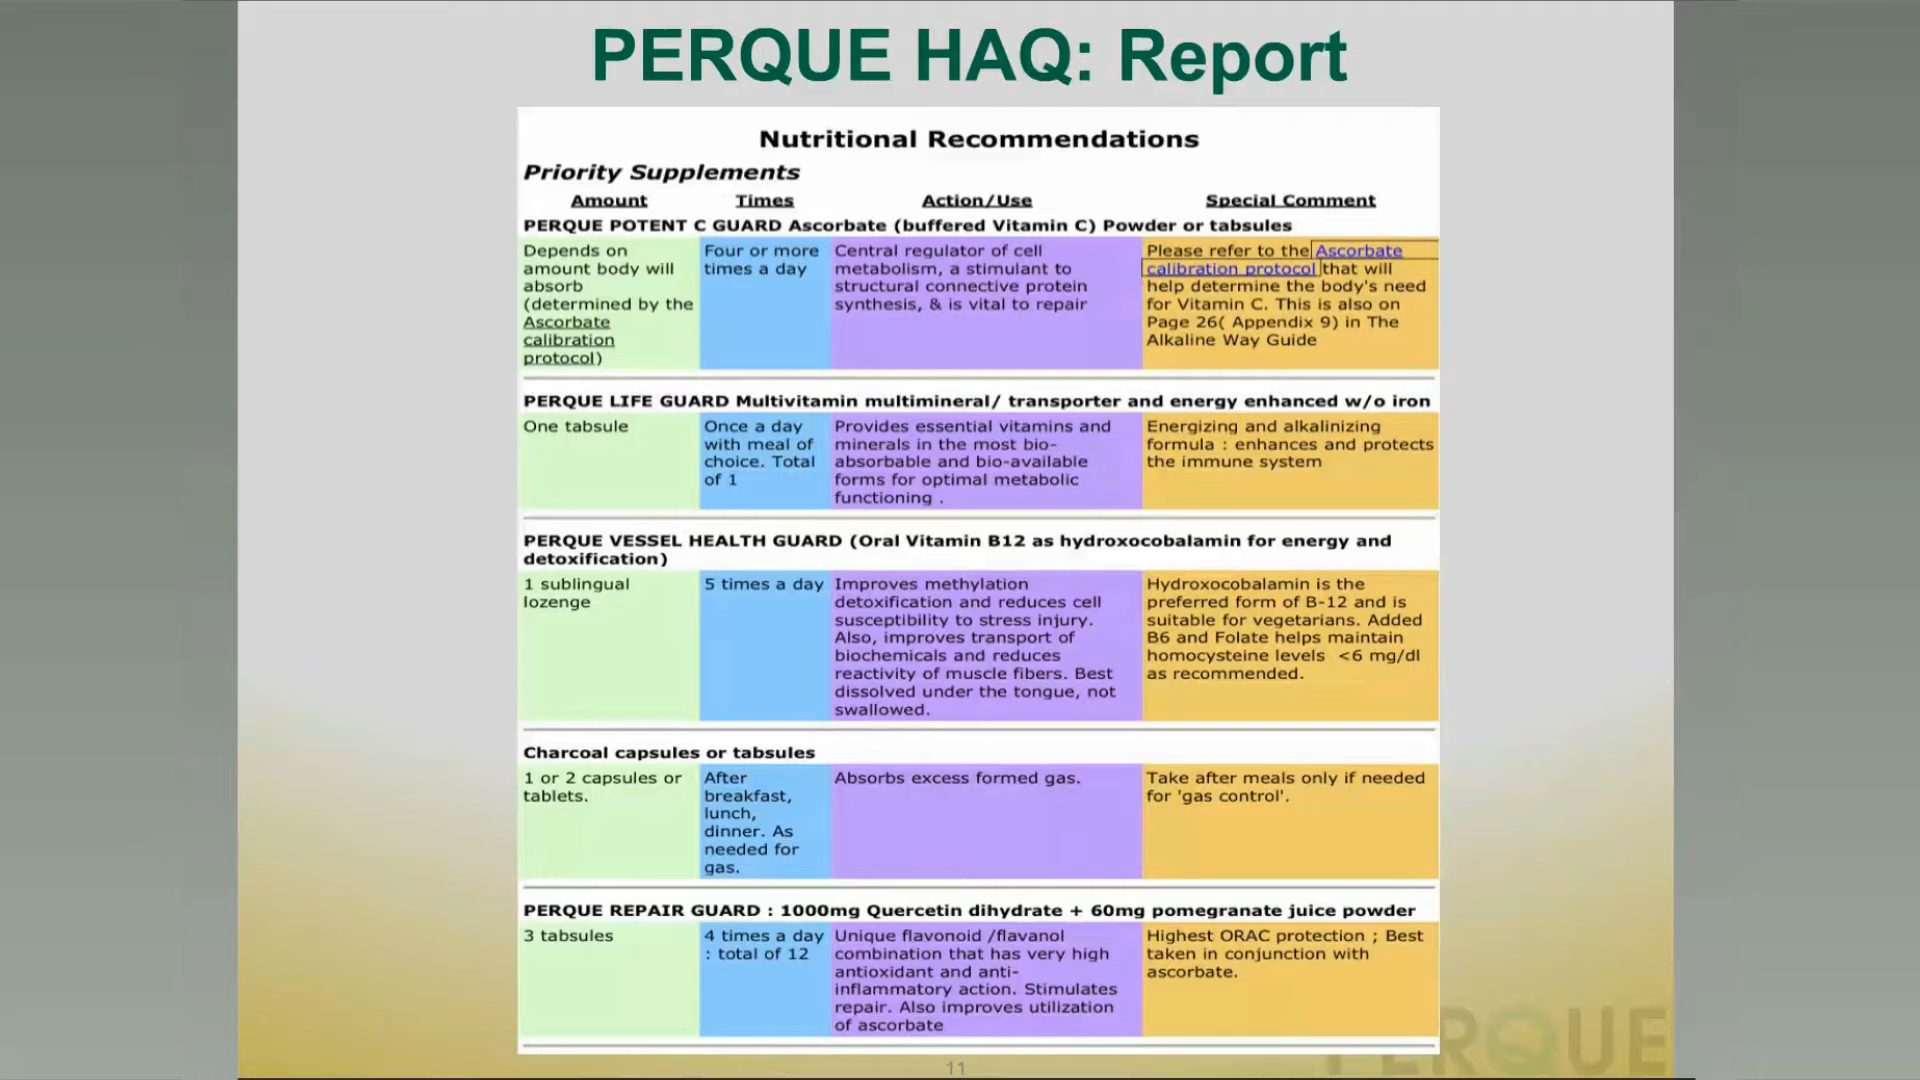 PERQUE HAQ: Report
Nutritional Recommendations
Priority Supplements
Amount Times Action/Use Special Comment
PERQUE POTENT C GUARD Ascorbate (buffered Vitamin C) Powder or tabsules
Depends on
amount body will
absorb
(determined by the
Ascorbate
calibration
protocol)
Four or more
times a day
Central regulator of cell
metabolism, a stimulant to
structural connective protein
synthesis, & is vital to repair
Please refer to the Ascorbate
calibration protocol that will
help determine the body's need
for Vitamin C. This is also on
Page 26( Appendix 9) in The
Alkaline Way Guide
PERQUE LIFE GUARD Multivitamin multimineral/ transporter and energy enhanced w/o iron
One tabsule
Once a day
with meal of
choice. Total
of 1
Provides essential vitamins and
minerals in the most bio-
absorbable and bio-available
forms for optimal metabolic
functioning .
Energizing and alkalinizing
formula : enhances and protects
the immune system
PERQUE VESSEL HEALTH GUARD (Oral Vitamin B12 as hydroxocobalamin for energy and
detoxification)
1 sublingual
lozenge
5 times a day
Improves methylation
detoxification and reduces cell
susceptibility to stress injury.
Also, improves transport of
biochemicals and reduces
reactivity of muscle fibers. Best
dissolved under the tongue, not
swallowed.
Hydroxocobalamin is the
preferred form of B-12 and is
suitable for vegetarians. Added
B6 and Folate helps maintain
homocysteine levels <6 mg/dl
as recommended.
Charcoal capsules or tabsules
1 or 2 capsules or
tablets.
After
breakfast,
lunch,
dinner. As
needed for
gas.
Absorbs excess formed gas.
Take after meals only if needed
for 'gas control'.
PERQUE REPAIR GUARD : 1000mg Quercetin dihydrate + 60mg pomegranate juice powder
3 tabsules
4 times a day
: total of 12
Unique flavonoid /flavanol
combination that has very high
antioxidant and anti-
inflammatory action. Stimulates
repair. Also improves utilization
of ascorbate
Highest ORAC protection ; Best
taken in conjunction with
ascorbate.
PERQUE
11